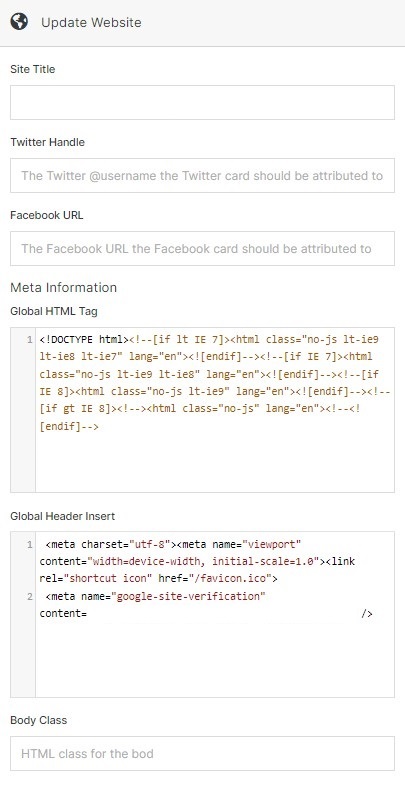 Update Website
Site Title
Twitter Handle
The Twitter @username the Twitter card should be attributed to
Facebook URL
The Facebook URL the Facebook card should be attributed to
Meta Information
Global HTML Tag
1 <!DOCTYPE html><!--[if lt IE 7]><html class="no-js lt-ie9
lt-ie8 lt-ie7" lang="en"><![endif]--><!--[if IE 7]><html
class="no-js lt-ie9 lt-ie8" lang="en"><![endif]--><!--[if
IE 8]><html class="no-js lt-ie9" lang="en"><![endif]--><!--
[if gt IE 8]><!--><html class="no-js" lang="en"><!--<!
[endif]-->
Global Header Insert
1 <meta charset="utf-8"><meta name="viewport"
content="width=device-width, initial-scale=1.0"><link
rel="shortcut icon" href="/favicon.ico">
2 <meta name="google-site-verification"
content= />
Body Class
HTML class for the bod